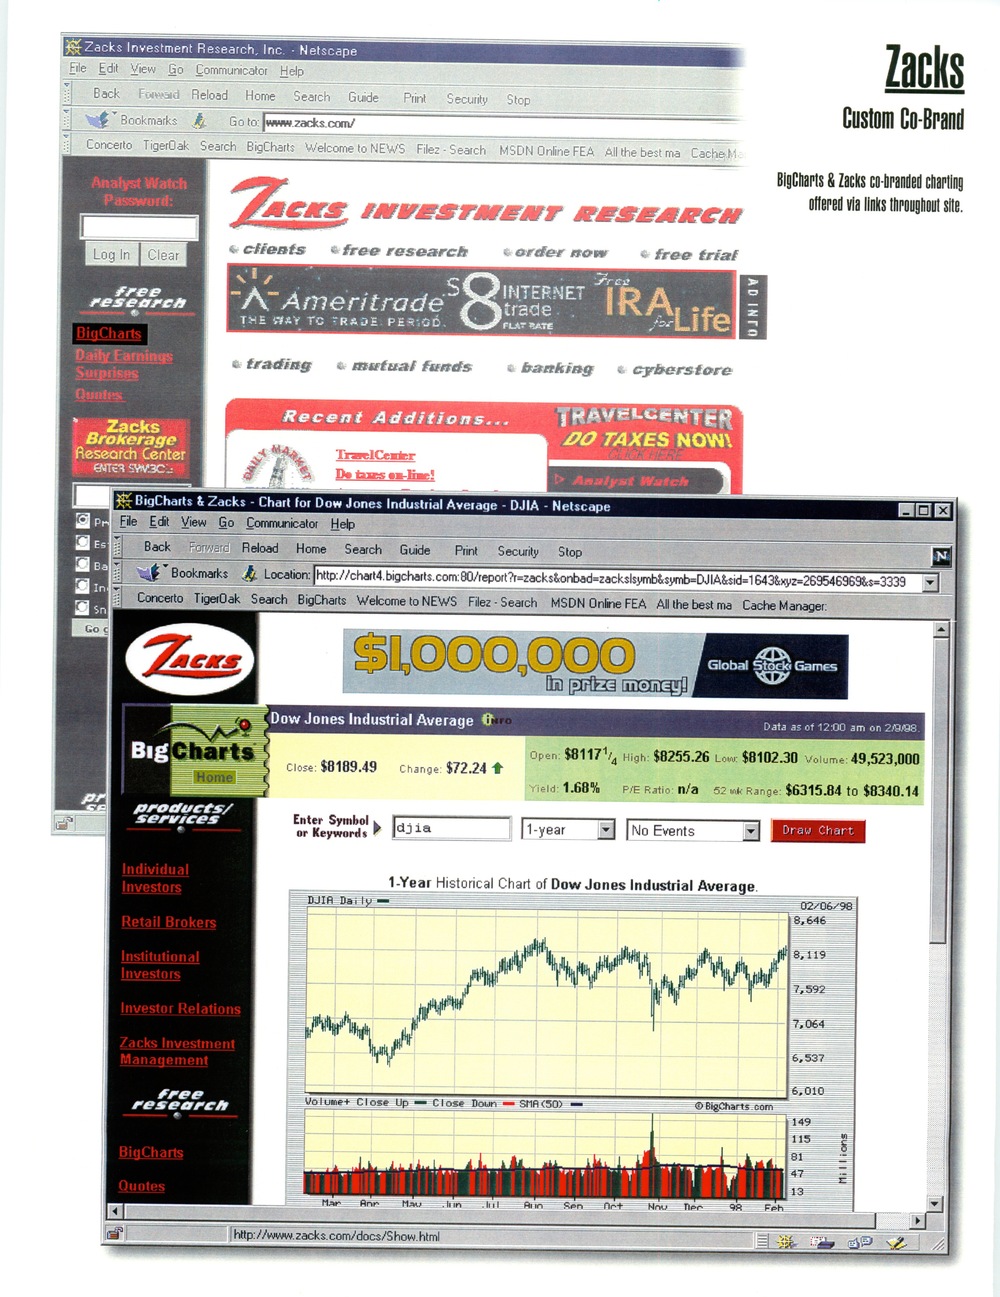 Zacks
Custom Co-Brand
BigCharts & Zacks co-branded charting
offered via links throughout site.
Zacks Investment Research, Inc. - Netscape
File Edit View Go Communicator Help
Back Forward Reload Home Search Guide Print Security Stop
Bookmarks Go to: www.zacks.com/
Concerto TigerOak Search BigCharts Welcome to NEWS Filez - Search MSDN Online FEA All the best ma Cache M
Analyst Watch
Password:
Log In Clear
free
research
BigCharts
Daily Earnings
Surprises
Quotes
Zacks
Brokerage
Research Center
ZACKS INVESTMENT RESEARCH
clients free research order now free trial
Ameritrade
THE WAY TO TRADE. PERIOD.
$8 INTERNET
trade
FLAT RATE
Free
IRA
for Life
AD INFO
trading mutual funds banking cyberstore
Recent Additions...
DAILY MARKET
TravelCenter
Do taxes on-line!
TRAVELCENTER
DO TAXES NOW!
CLICK HERE
Analyst Watch
Pr
Es
Ba
In
Sn
Go
BigCharts & Zacks - Chart for Dow Jones Industrial Average - DJIA - Netscape
File Edit View Go Communicator Help
Back Forward Reload Home Search Guide Print Security Stop
N
Bookmarks Location: http://chart4.bigcharts.com:80/report?r=zacks&onbad=zackslsymb&symb=DJIA&sid=1643&xyz=269546969&s=3339
Concerto TigerOak Search BigCharts Welcome to NEWS Filez - Search MSDN Online FEA All the best ma Cache Manager:
ZACKS
$1,000,000
in prize money!
Global Stock Games
BigCharts
Home
Dow Jones Industrial Average info
Data as of 12:00 am on 2/9/98.
Close: $8189.49 Change: $72.24
Open: $8117 1/4 High: $8255.26 Low: $8102.30 Volume: 49,523,000
Yield: 1.68% P/E Ratio: n/a 52 wk Range: $6315.84 to $8340.14
Enter Symbol
or Keywords
djia 1-year No Events Draw Chart
products/
services
Individual
Investors
Retail Brokers
Institutional
Investors
Investor Relations
Zacks Investment
Management
free
research
BigCharts
Quotes
1-Year Historical Chart of Dow Jones Industrial Average.
DJIA Daily
02/06/98
8,646
8,119
7,592
7,064
6,537
6,010
Volume+ Close Up Close Down SMA(50)
© BigCharts.com
149
115
81
47
13
Millions
Mar Apr May Jun Jul Aug Sep Oct Nov Dec 98 Feb
http://www.zacks.com/docs/Show.html